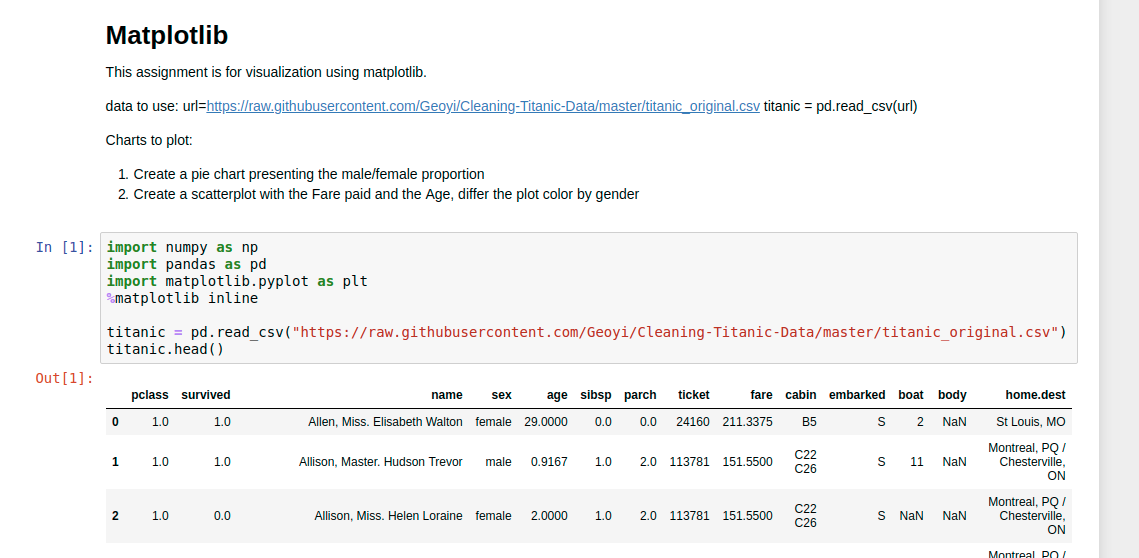 Matplotlib
This assignment is for visualization using matplotlib.
data to use: url=https://raw.githubusercontent.com/Geoyi/Cleaning-Titanic-Data/master/titanic_original.csv titanic = pd.read_csv(url)
Charts to plot:
1. Create a pie chart presenting the male/female proportion
2. Create a scatterplot with the Fare paid and the Age, differ the plot color by gender
In [1]: import numpy as np
import pandas as pd
import matplotlib.pyplot as plt
%matplotlib inline
titanic = pd.read_csv("https://raw.githubusercontent.com/Geoyi/Cleaning-Titanic-Data/master/titanic_original.csv")
titanic.head()
Out[1]:
pclass survived name sex age sibsp parch ticket fare cabin embarked boat body home.dest
0 1.0 1.0 Allen, Miss. Elisabeth Walton female 29.0000 0.0 0.0 24160 211.3375 B5 S 2 NaN St Louis, MO
1 1.0 1.0 Allison, Master. Hudson Trevor male 0.9167 1.0 2.0 113781 151.5500 C22 C26 S 11 NaN Montreal, PQ / Chesterville, ON
2 1.0 0.0 Allison, Miss. Helen Loraine female 2.0000 1.0 2.0 113781 151.5500 C22 C26 S NaN NaN Montreal, PQ / Chesterville, ON
Montreal, PQ /